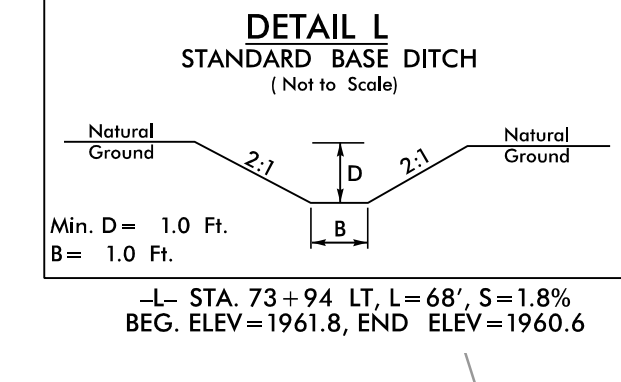 DETAIL L
STANDARD BASE DITCH
( Not to Scale)
Natural
Ground
2:1
D
2:1
Natural
Ground
Min. D = 1.0 Ft.
B
B = 1.0 Ft.
-L- STA. 73+94 LT, L=68', S=1.8%
BEG. ELEV=1961.8, END ELEV=1960.6